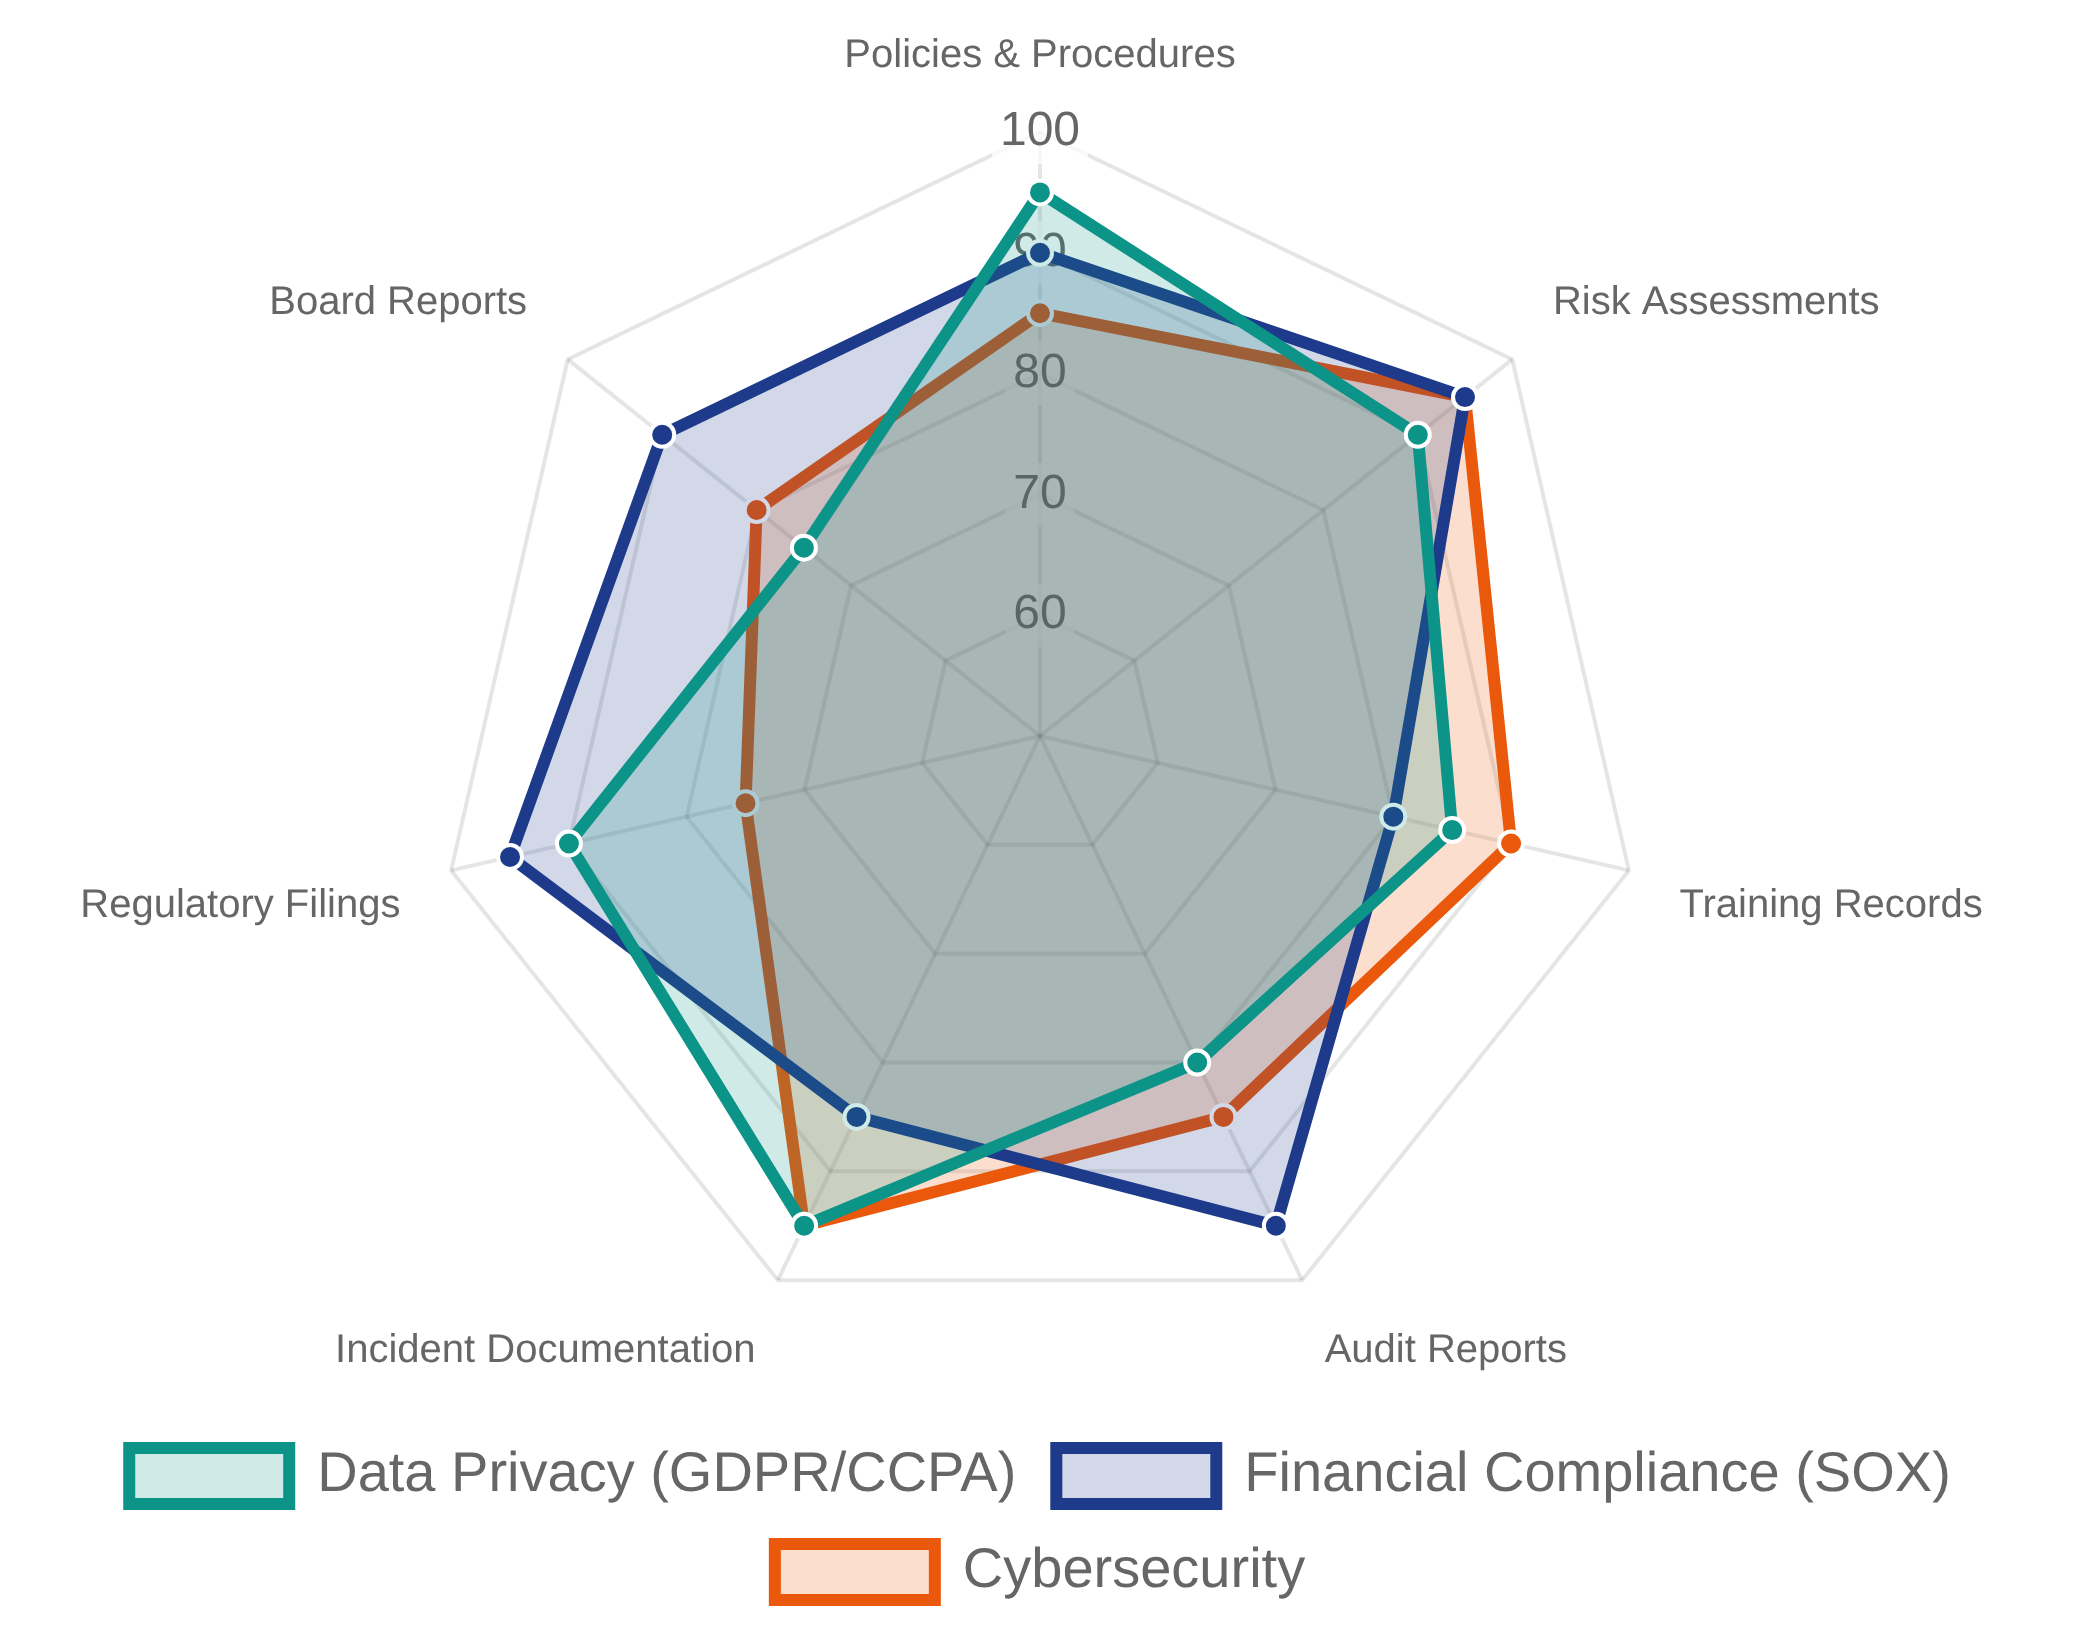 Policies & Procedures
100
90
80
70
60
Board Reports
Risk Assessments
Regulatory Filings
Training Records
Incident Documentation
Audit Reports
Data Privacy (GDPR/CCPA)
Financial Compliance (SOX)
Cybersecurity